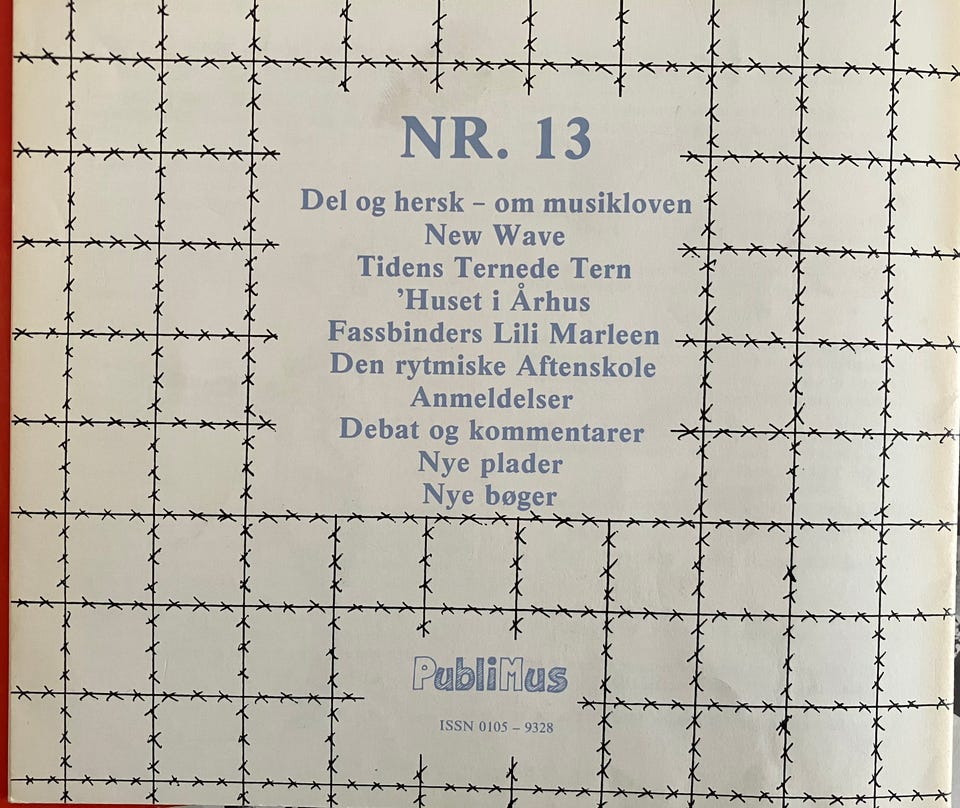 NR. 13
Del og hersk – om musikloven
New Wave
Tidens Ternede Tern
’Huset i Århus
Fassbinders Lili Marleen
Den rytmiske Aftenskole
Anmeldelser
Debat og kommentarer
Nye plader
Nye bøger
PubliMus
ISSN 0105 – 9328